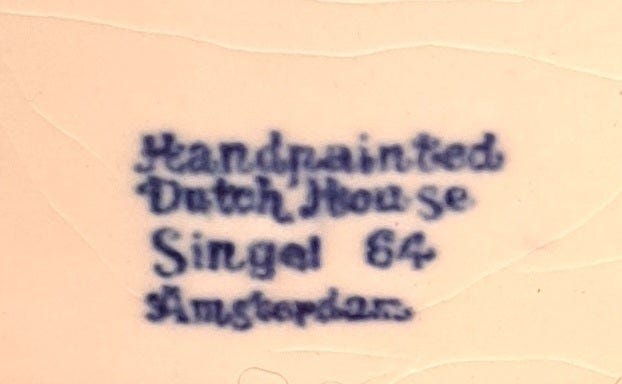 Handpainted
Dutch House
Singel 64
Amsterdam